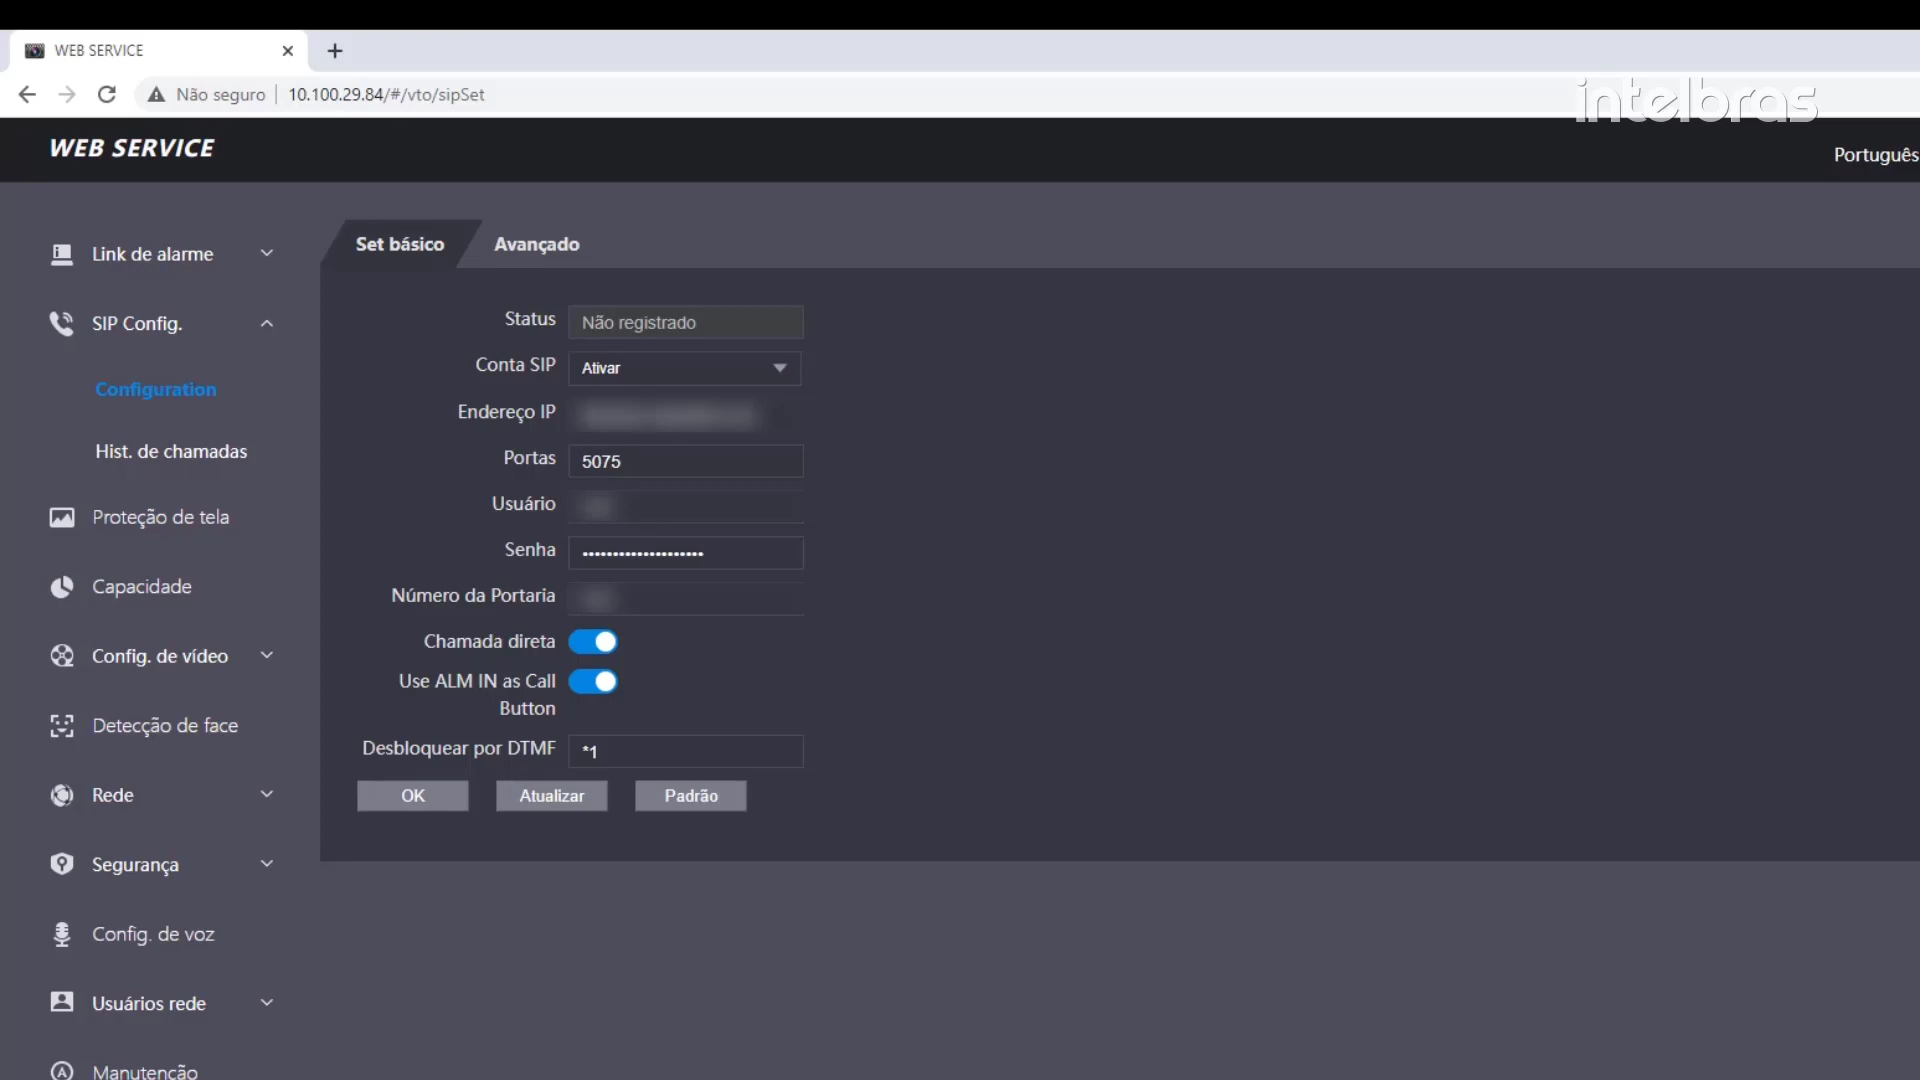 WEB SERVICE
Não seguro
10.100.29.84/#/vto/sipSet
intelbras
WEB SERVICE
Português
Link de alarme
SIP Config.
Configuration
Hist. de chamadas
Proteção de tela
Capacidade
Config. de vídeo
Detecção de face
Rede
Segurança
Config. de voz
Usuários rede
Manutenção
Set básico
Avançado
Status
Não registrado
Conta SIP
Ativar
Endereço IP
Portas
5075
Usuário
Senha
••••••••••••••••••••
Número da Portaria
Chamada direta
Use ALM IN as Call
Button
Desbloquear por DTMF
*1
OK
Atualizar
Padrão